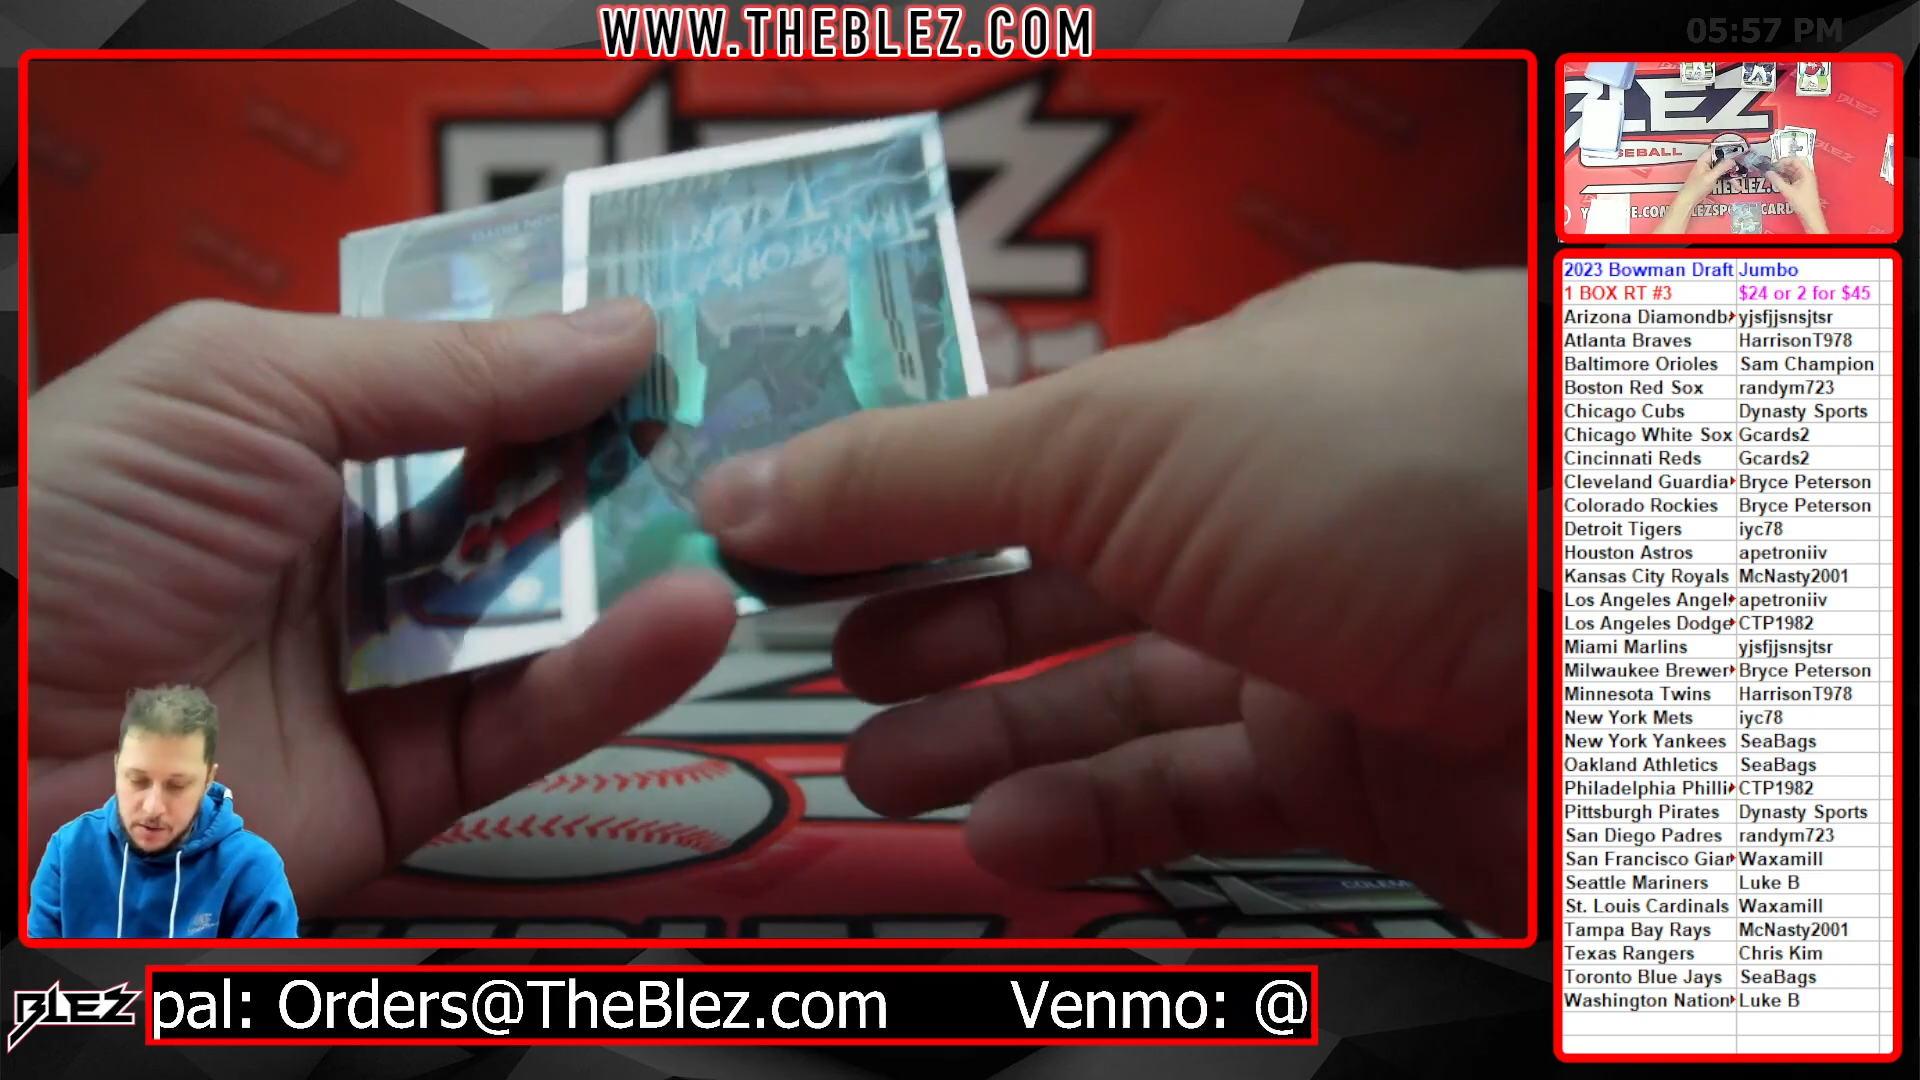 WWW.THEBLEZ.COM
05:57 PM
BLEZ
SEBALL
2023 Bowman Draft Jumbo
1 BOX RT #3 $24 or 2 for $45
Arizona Diamondb yjsfjjsnsjtsr
Atlanta Braves HarrisonT978
Baltimore Orioles Sam Champion
Boston Red Sox randym723
Chicago Cubs Dynasty Sports
Chicago White Sox Gcards2
Cincinnati Reds Gcards2
Cleveland Guardia Bryce Peterson
Colorado Rockies Bryce Peterson
Detroit Tigers iyc78
Houston Astros apetroniiv
Kansas City Royals McNasty2001
Los Angeles Angel apetroniiv
Los Angeles Dodge CTP1982
Miami Marlins yjsfjjsnsjtsr
Milwaukee Brewer Bryce Peterson
Minnesota Twins HarrisonT978
New York Mets iyc78
New York Yankees SeaBags
Oakland Athletics SeaBags
Philadelphia Philli CTP1982
Pittsburgh Pirates Dynasty Sports
San Diego Padres randym723
San Francisco Giar Waxamill
Seattle Mariners Luke B
St. Louis Cardinals Waxamill
Tampa Bay Rays McNasty2001
Texas Rangers Chris Kim
Toronto Blue Jays SeaBags
Washington Nation Luke B
BLEZ
pal: Orders@TheBlez.com Venmo: @